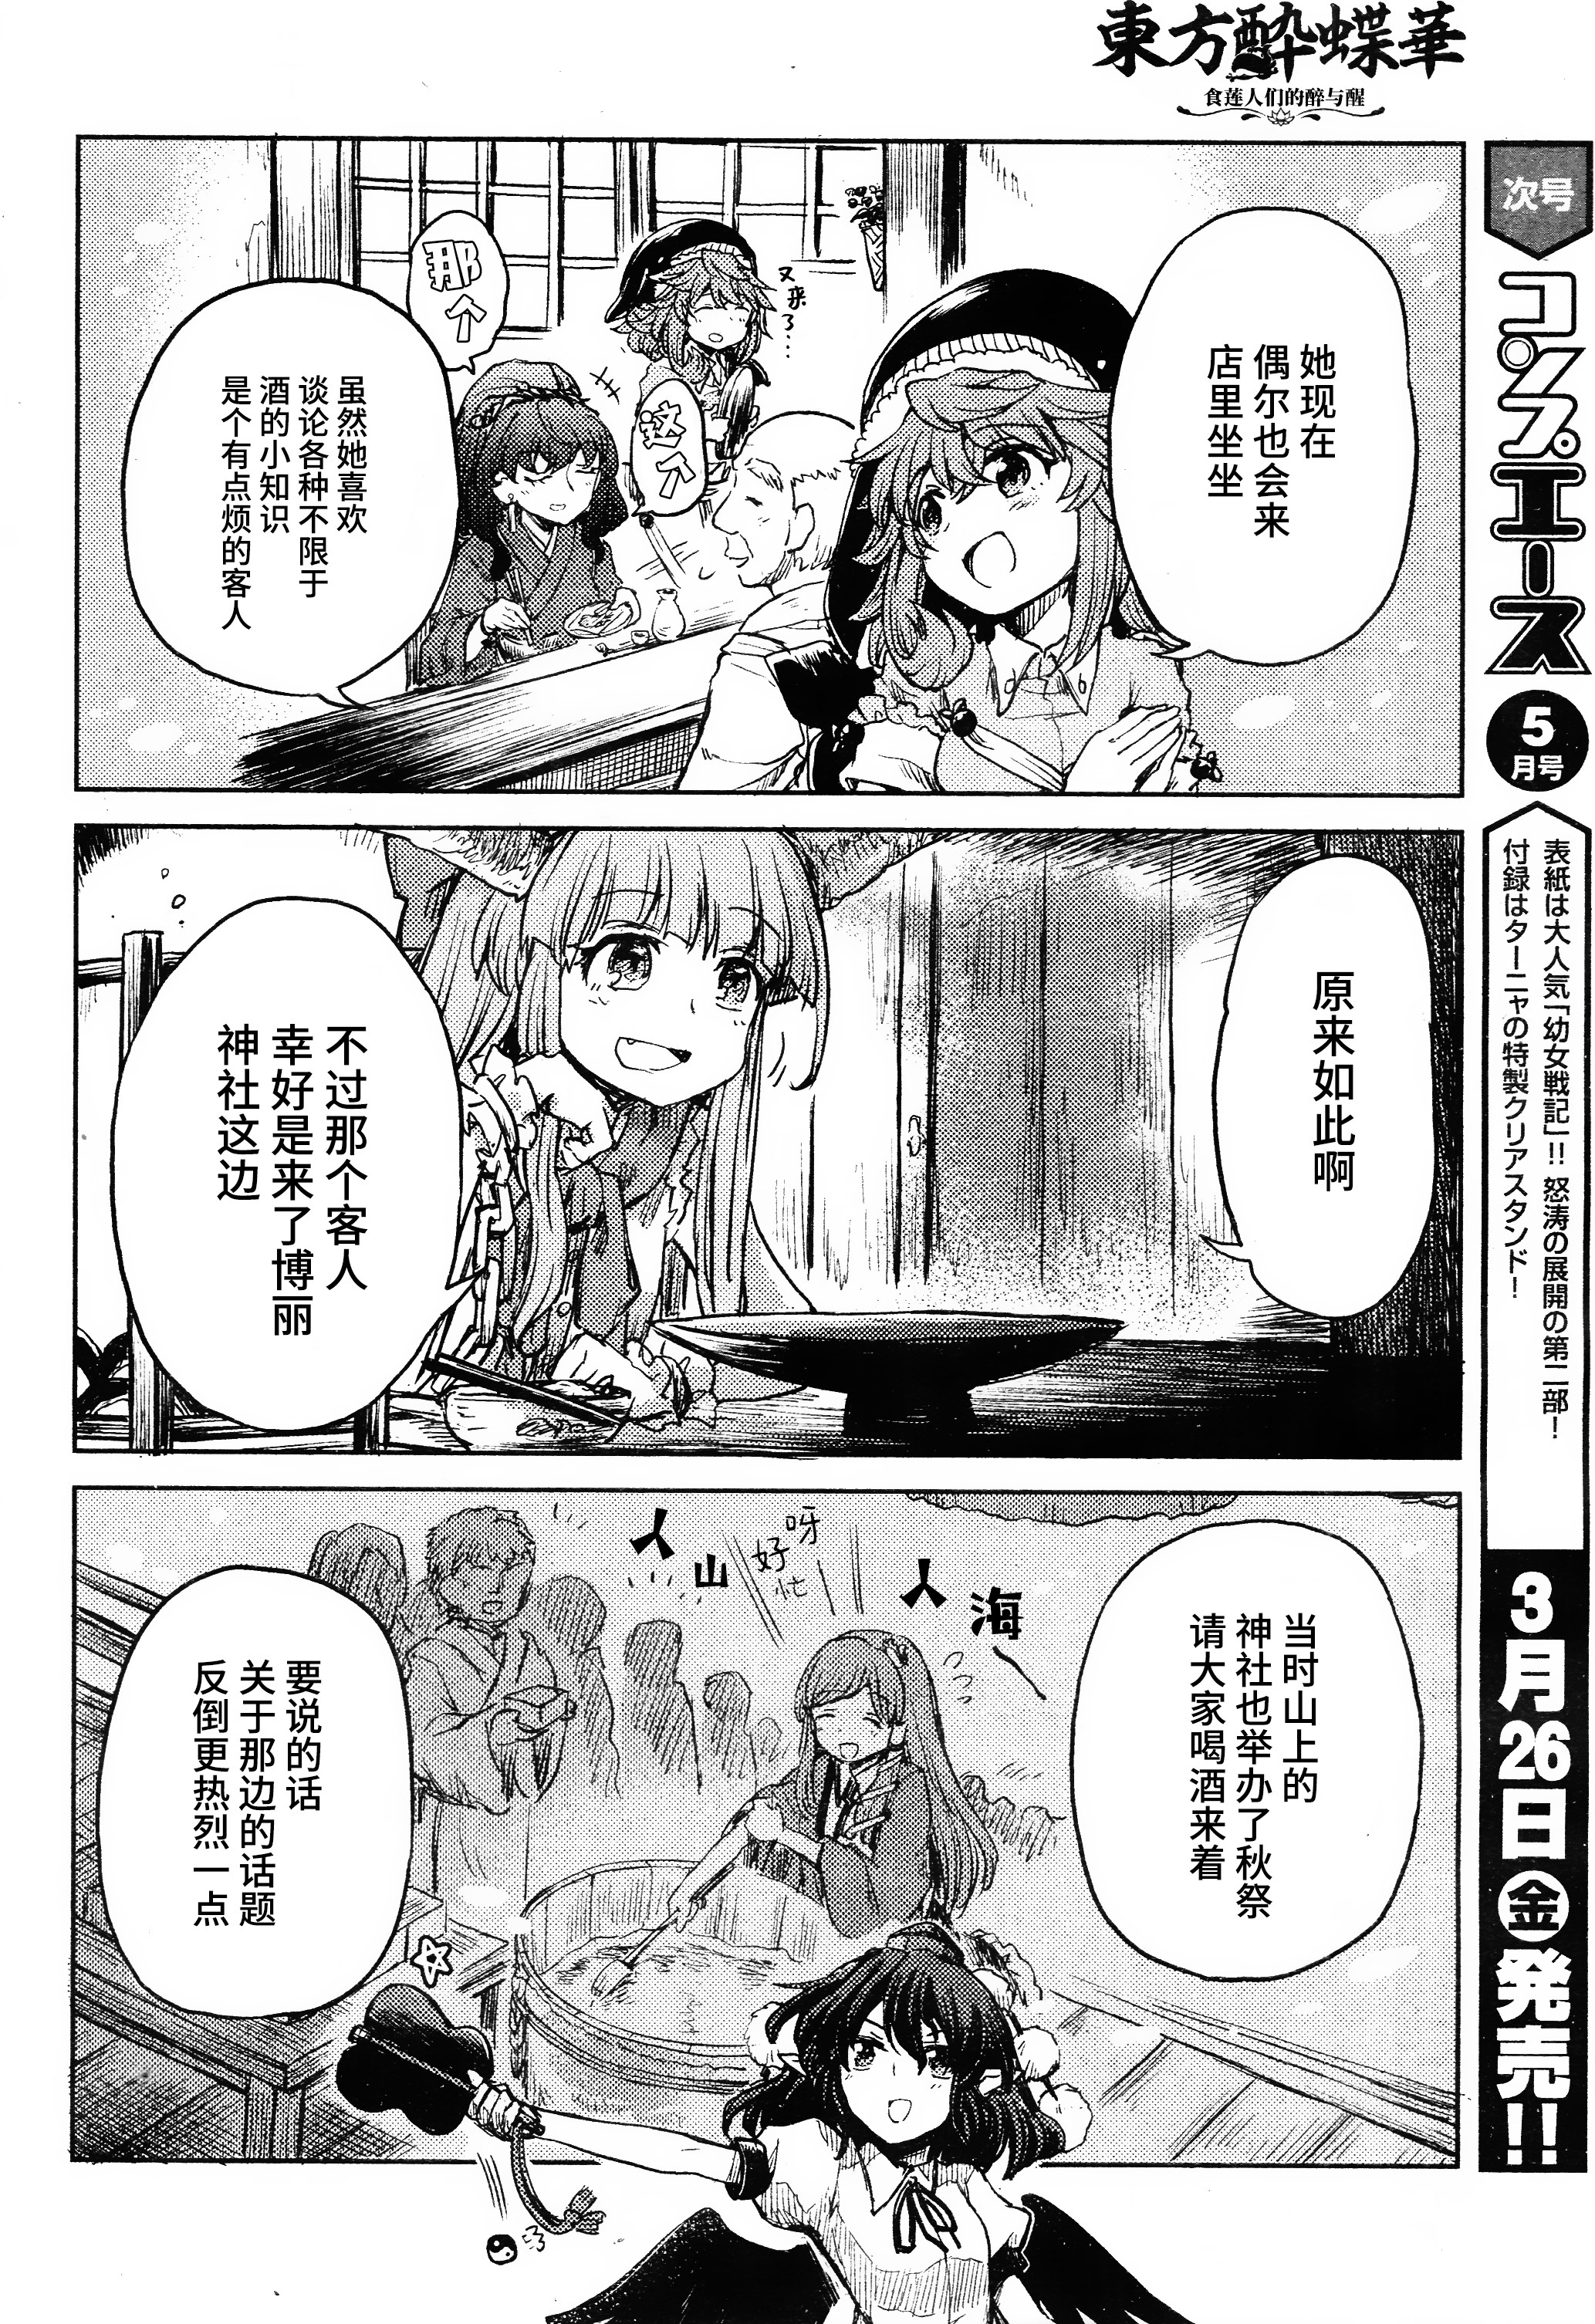 東方酔蝶華
食莲人们的醉与醒
她现在
偶尔也会来
店里坐坐
又来了…
那个
这个
虽然她喜欢
谈论各种不限于
酒的小知识
是个有点烦的客人
原来如此啊
不过那个客人
幸好是来了博丽
神社这边
人山
人海
好忙
呀
当时山上的
神社也举办了秋祭
请大家喝酒来着
要说的话
关于那边的话题
反倒更热烈一点
次号
コンプエース
5
月号
表紙は大人気「幼女戦記」!! 怒涛の展開の第二部!
付録はターニャの特製クリアスタンド!
3月26日金発売!!